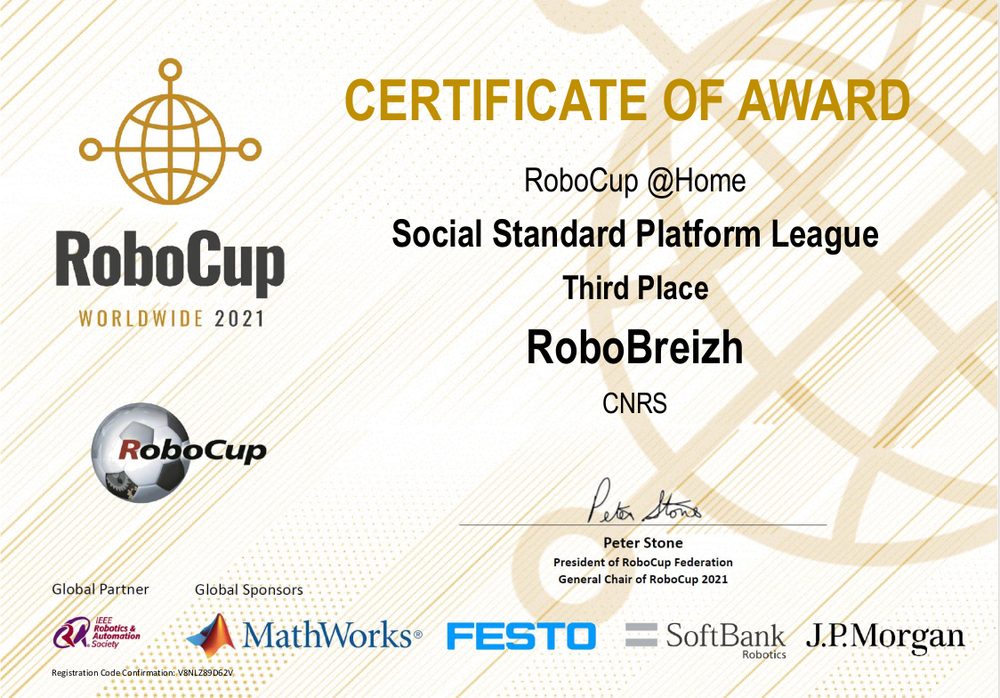 CERTIFICATE OF AWARD
RoboCup @Home
Social Standard Platform League
Third Place
RoboBreizh
CNRS
RoboCup
WORLDWIDE 2021
RoboCup
Peter Stone
Peter Stone
President of RoboCup Federation
General Chair of RoboCup 2021
Global Partner
Global Sponsors
IEEE
Robotics &
Automation
Society
MathWorks®
FESTO
SoftBank
Robotics
J.P.Morgan
Registration Code Confirmation: V8NLZ89D62V